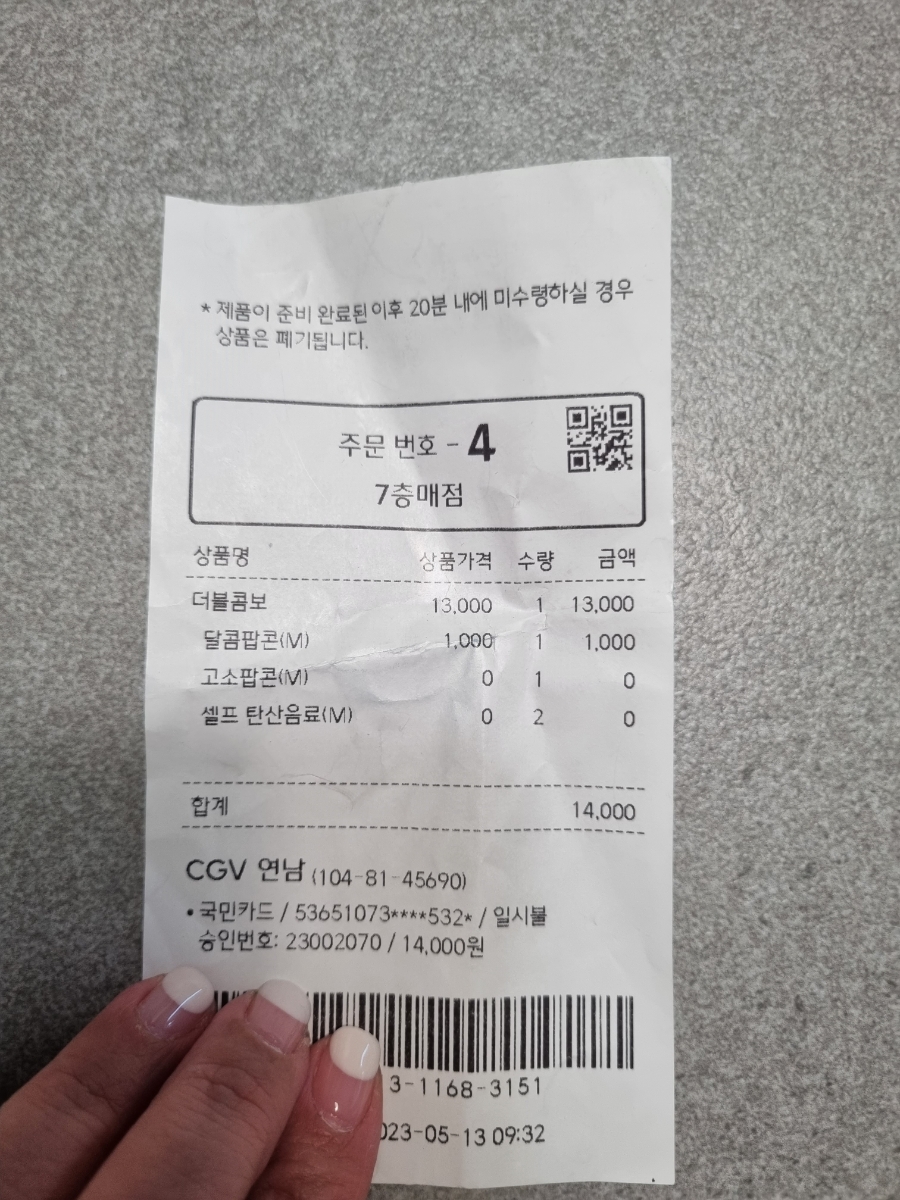 * 제품이 준비 완료된 이후 20분 내에 미수령하실 경우
상품은 폐기됩니다.
주문 번호 - 4
7층매점
상품명 상품가격 수량 금액
더블콤보 13,000 1 13,000
달콤팝콘(M) 1,000 1 1,000
고소팝콘(M) 0 1 0
셀프 탄산음료(M) 0 2 0
합계 14,000
CGV 연남 (104-81-45690)
• 국민카드 / 53651073****532* / 일시불
승인번호: 23002070 / 14,000원
3-1168-3151
023-05-13 09:32